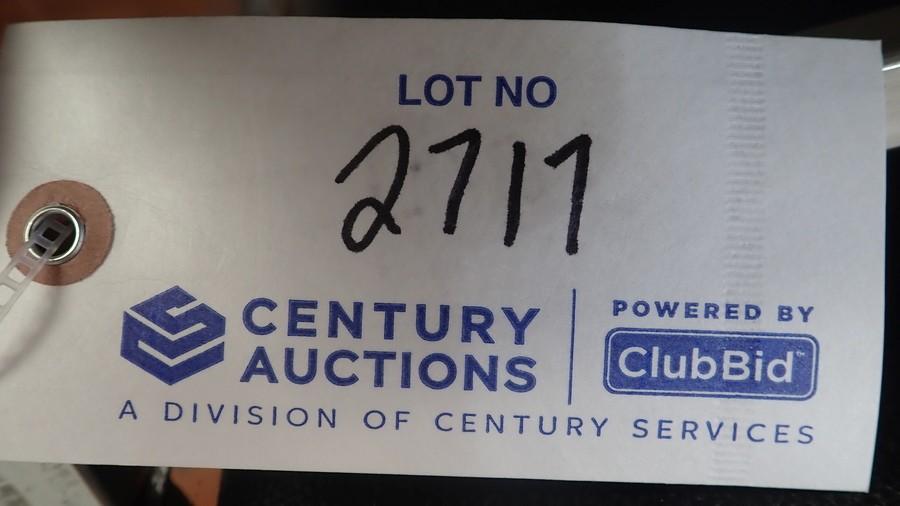 LOT NO
2717
CENTURY
AUCTIONS
POWERED BY
ClubBid™
A DIVISION OF CENTURY SERVICES